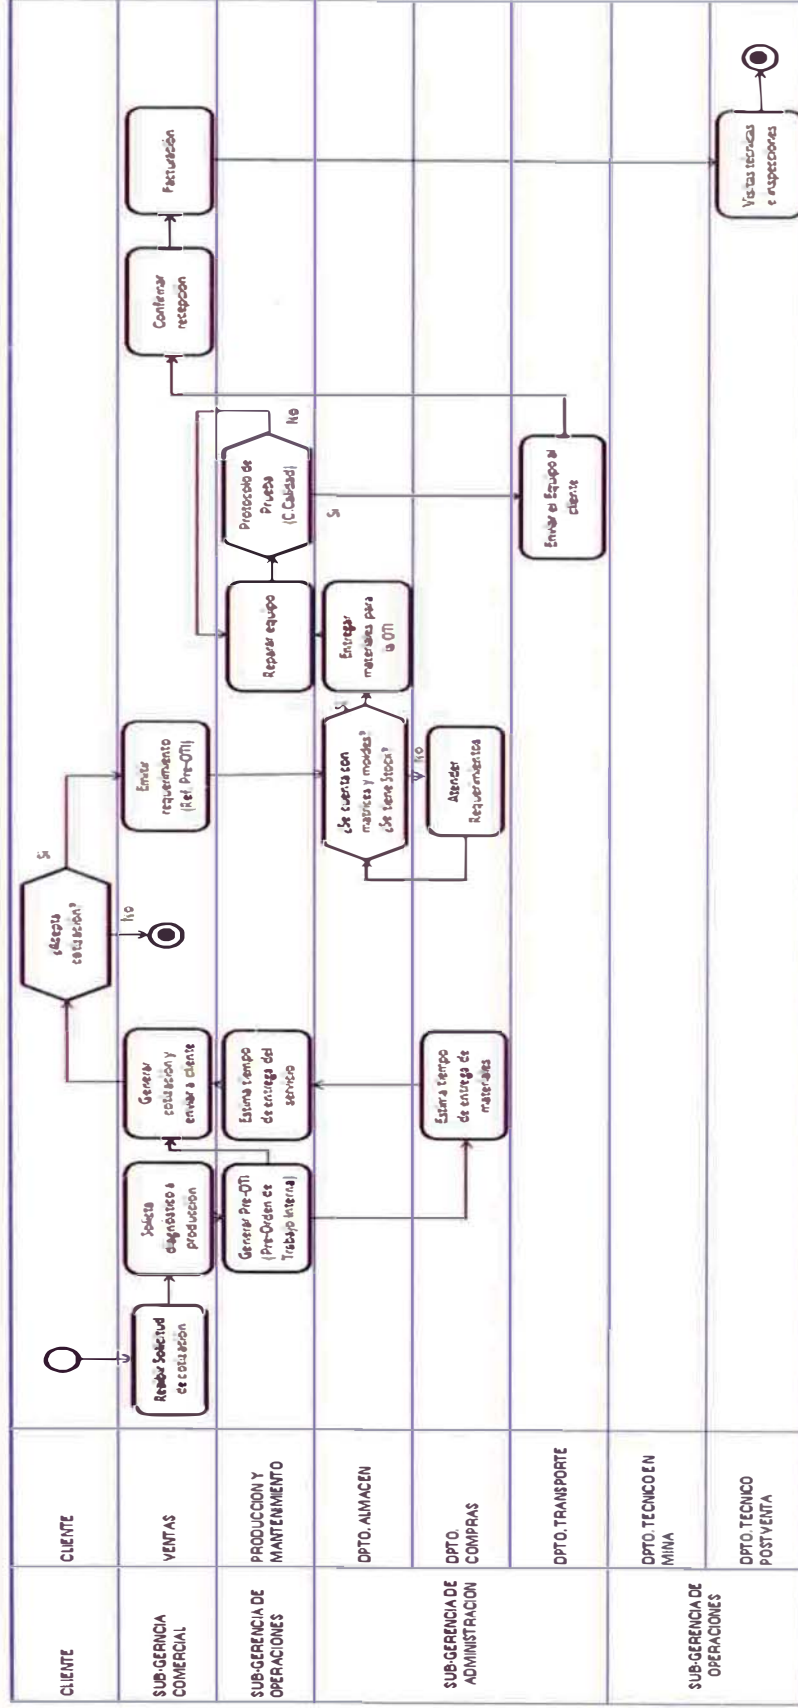 CLIENTE
CLIENTE
SUB-GERNCIA
COMERCIAL
VENTAS
SUB-GERENCIA DE
OPERACIONES
PRODUCCION Y
MANTENIMIENTO
SUB-GERENCIA DE
ADMINISTRACION
DPTO. ALMACEN
DPTO.
COMPRAS
DPTO. TRANSPORTE
SUB-GERENCIA DE
OPERACIONES
DPTO. TECNICO EN
MINA
DPTO. TECNICO
POSTVENTA
Recibir Solicitud
de cotización
Solicita
diagnóstico a
producción
Generar Pre-OTI
(Pre-Orden de
Trabajo Interna)
Estima tiempo
de entrega de
materiales
Estima tiempo
de entrega del
servicio
Generar
cotización y
enviar a cliente
¿Acepta
cotización?
No
Si
Emitir
requerimiento
(Ref. Pre-OTI)
¿Se cuenta con
matrices y moldes?
¿Se tiene Stock?
No
Si
Atender
Requerimientos
Entregar
materiales para
la OTI
Reparar equipo
Protocolo de
Prueba
(C.Calidad)
No
Si
Enviar el Equipo al
cliente
Confirmar
recepción
Facturación
Visitas técnicas
e inspecciones